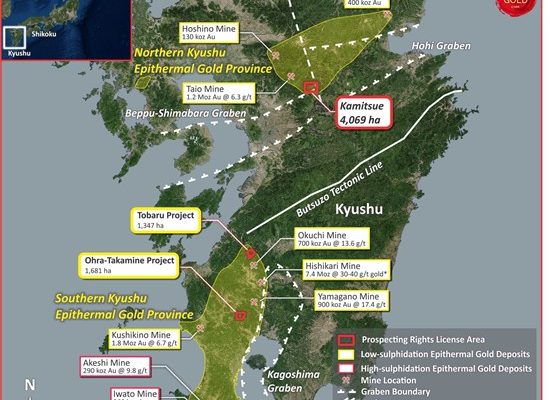 GOLD
Shikoku
Kyushu
400 koz Au
Hoshino Mine
130 koz Au
Northern Kyushu
Epithermal Gold Province
Hohi Graben
Taio Mine
1.2 Moz Au @ 6.3 g/t
Kamitsue
4,069 ha
Beppu-Shimabara Graben
Butsuzo Tectonic Line
Tobaru Project
1,347 ha
Kyushu
Okuchi Mine
700 koz Au @ 13.6 g/t
Ohra-Takamine Project
1,681 ha
Hishikari Mine
7.4 Moz @ 30-40 g/t gold*
Southern Kyushu
Epithermal Gold Province
Yamagano Mine
900 koz Au @ 17.4 g/t
Kushikino Mine
1.8 Moz Au @ 6.7 g/t
Akeshi Mine
290 koz Au @ 9.8 g/t
Kagoshima
Graben
Iwato Mine
N
Prospecting Rights License Area
Low-sulphidation Epithermal Gold Deposits
High-sulphidation Epithermal Gold Deposits
Mine Location
Graben Boundary